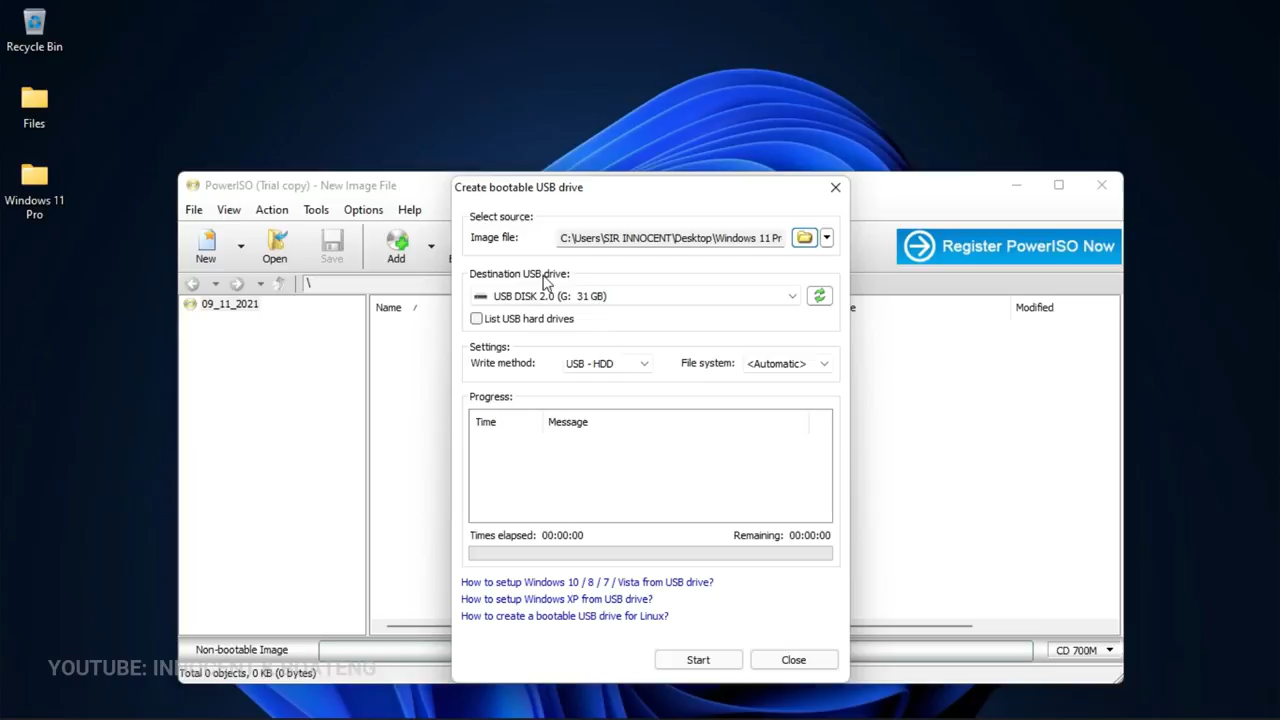 Recycle Bin
Files
Windows 11
Pro
PowerISO (Trial copy) - New Image File
File View Action Tools Options Help
New Open Save Add
Register PowerISO Now
\
09_11_2021
Name
Modified
Create bootable USB drive
Select source:
Image file: C:\Users\SIR INNOCENT\Desktop\Windows 11 Pr
Destination USB drive:
USB DISK 2.0 (G: 31 GB)
List USB hard drives
Settings:
Write method: USB - HDD File system: <Automatic>
Progress:
Time Message
Times elapsed: 00:00:00 Remaining: 00:00:00
How to setup Windows 10 / 8 / 7 / Vista from USB drive?
How to setup Windows XP from USB drive?
How to create a bootable USB drive for Linux?
Start Close
Non-bootable Image
CD 700M
YOUTUBE:
Total 0 objects, 0 KB (0 bytes)